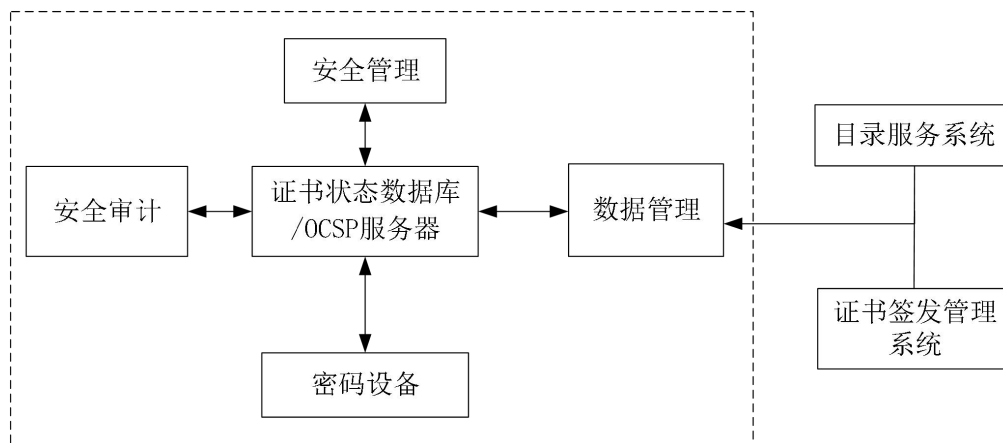 安全管理
目录服务系统
安全审计
证书状态数据库
/OCSP服务器
数据管理
证书签发管理
系统
密码设备